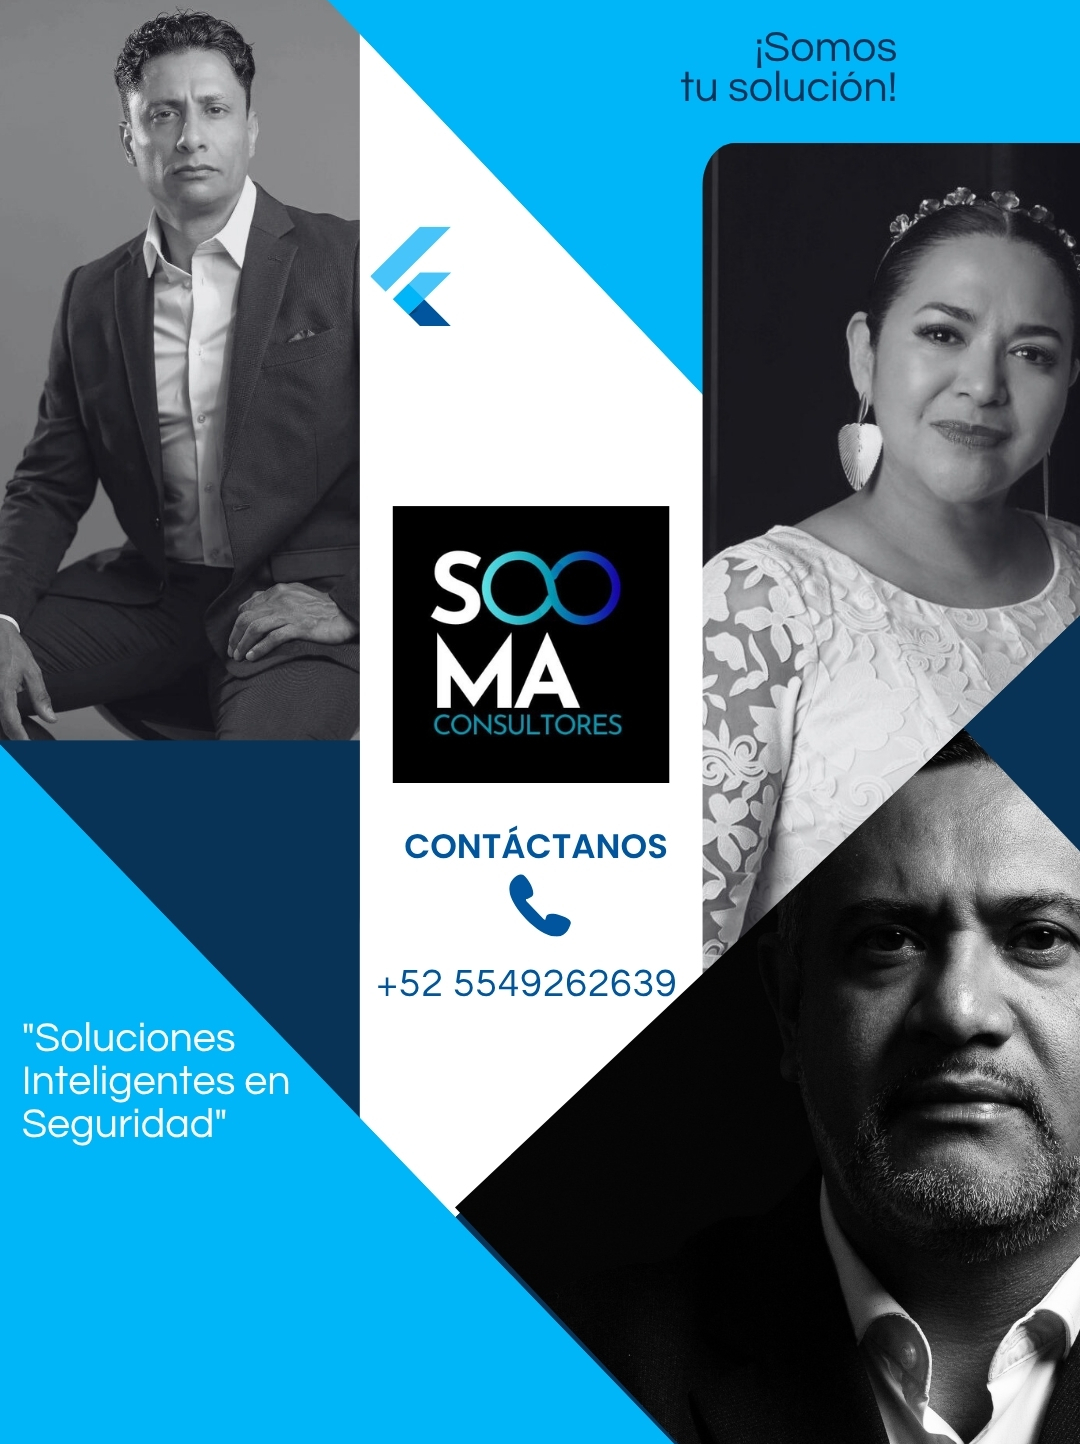 ¡Somos
tu solución!
SOO
MA
CONSULTORES
CONTÁCTANOS
+52 5549262639
"Soluciones
Inteligentes en
Seguridad"